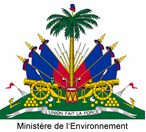 L'UNION FAIT LA FORCE
Ministère de l'Environnement